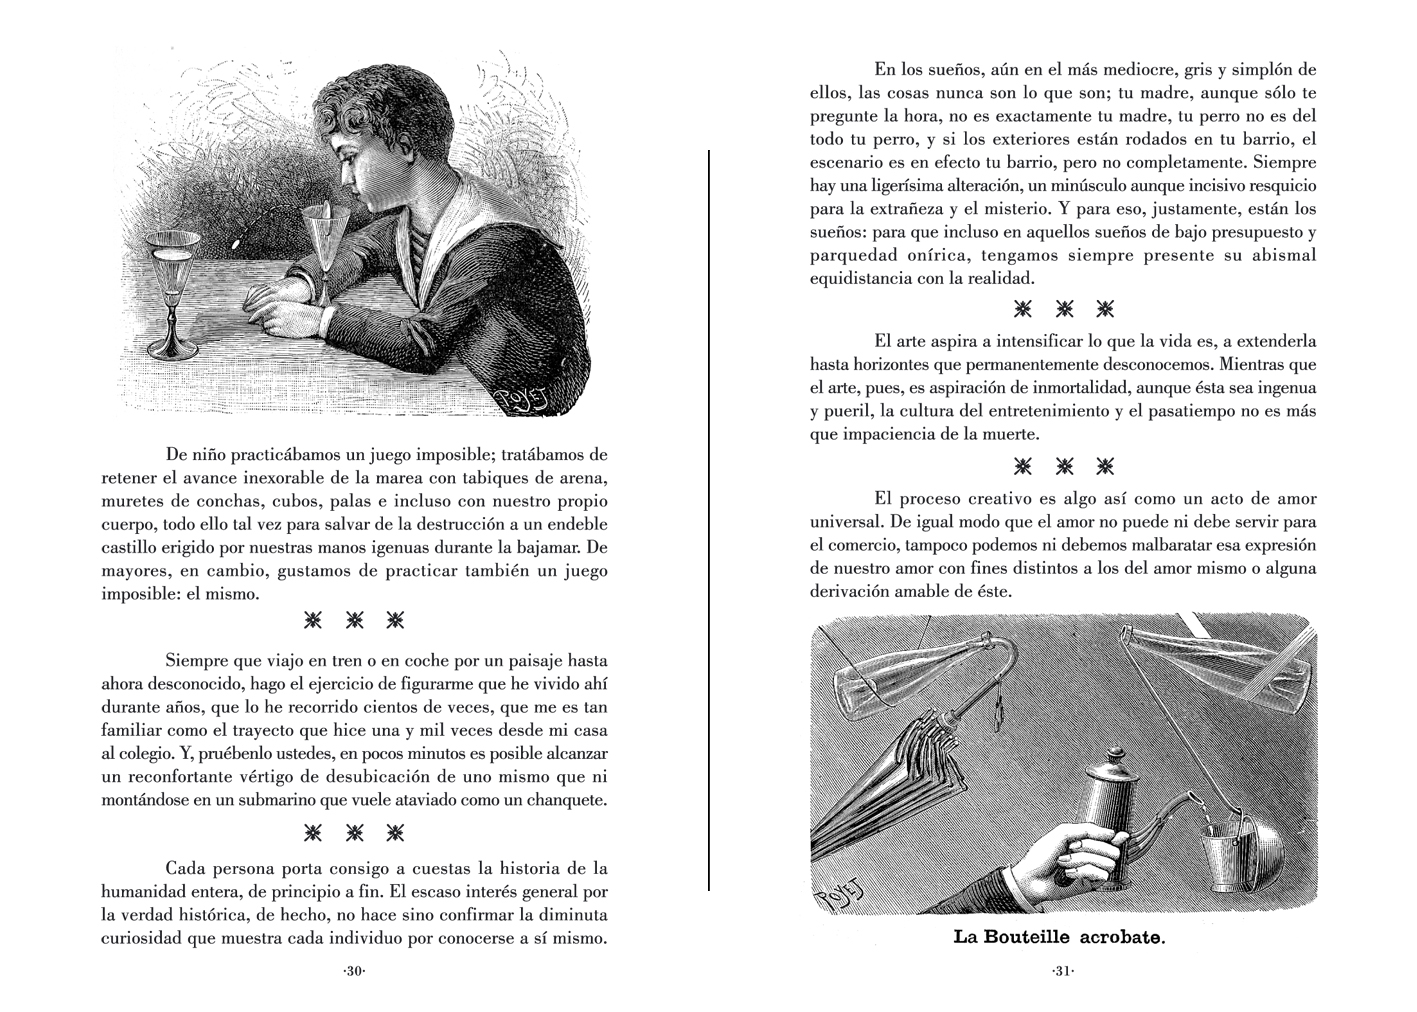 POYET
De niño practicábamos un juego imposible; tratábamos de
retener el avance inexorable de la marea con tabiques de arena,
muretes de conchas, cubos, palas e incluso con nuestro propio
cuerpo, todo ello tal vez para salvar de la destrucción a un endeble
castillo erigido por nuestras manos igenuas durante la bajamar. De
mayores, en cambio, gustamos de practicar también un juego
imposible: el mismo.
Siempre que viajo en tren o en coche por un paisaje hasta
ahora desconocido, hago el ejercicio de figurarme que he vivido ahí
durante años, que lo he recorrido cientos de veces, que me es tan
familiar como el trayecto que hice una y mil veces desde mi casa
al colegio. Y, pruébenlo ustedes, en pocos minutos es posible alcanzar
un reconfortante vértigo de desubicación de uno mismo que ni
montándose en un submarino que vuele ataviado como un chanquete.
Cada persona porta consigo a cuestas la historia de la
humanidad entera, de principio a fin. El escaso interés general por
la verdad histórica, de hecho, no hace sino confirmar la diminuta
curiosidad que muestra cada individuo por conocerse a sí mismo.
·30·
En los sueños, aún en el más mediocre, gris y simplón de
ellos, las cosas nunca son lo que son; tu madre, aunque sólo te
pregunte la hora, no es exactamente tu madre, tu perro no es del
todo tu perro, y si los exteriores están rodados en tu barrio, el
escenario es en efecto tu barrio, pero no completamente. Siempre
hay una ligerísima alteración, un minúsculo aunque incisivo resquicio
para la extrañeza y el misterio. Y para eso, justamente, están los
sueños: para que incluso en aquellos sueños de bajo presupuesto y
parquedad onírica, tengamos siempre presente su abismal
equidistancia con la realidad.
El arte aspira a intensificar lo que la vida es, a extenderla
hasta horizontes que permanentemente desconocemos. Mientras que
el arte, pues, es aspiración de inmortalidad, aunque ésta sea ingenua
y pueril, la cultura del entretenimiento y el pasatiempo no es más
que impaciencia de la muerte.
El proceso creativo es algo así como un acto de amor
universal. De igual modo que el amor no puede ni debe servir para
el comercio, tampoco podemos ni debemos malbaratar esa expresión
de nuestro amor con fines distintos a los del amor mismo o alguna
derivación amable de éste.
POYET
La Bouteille acrobate.
·31·